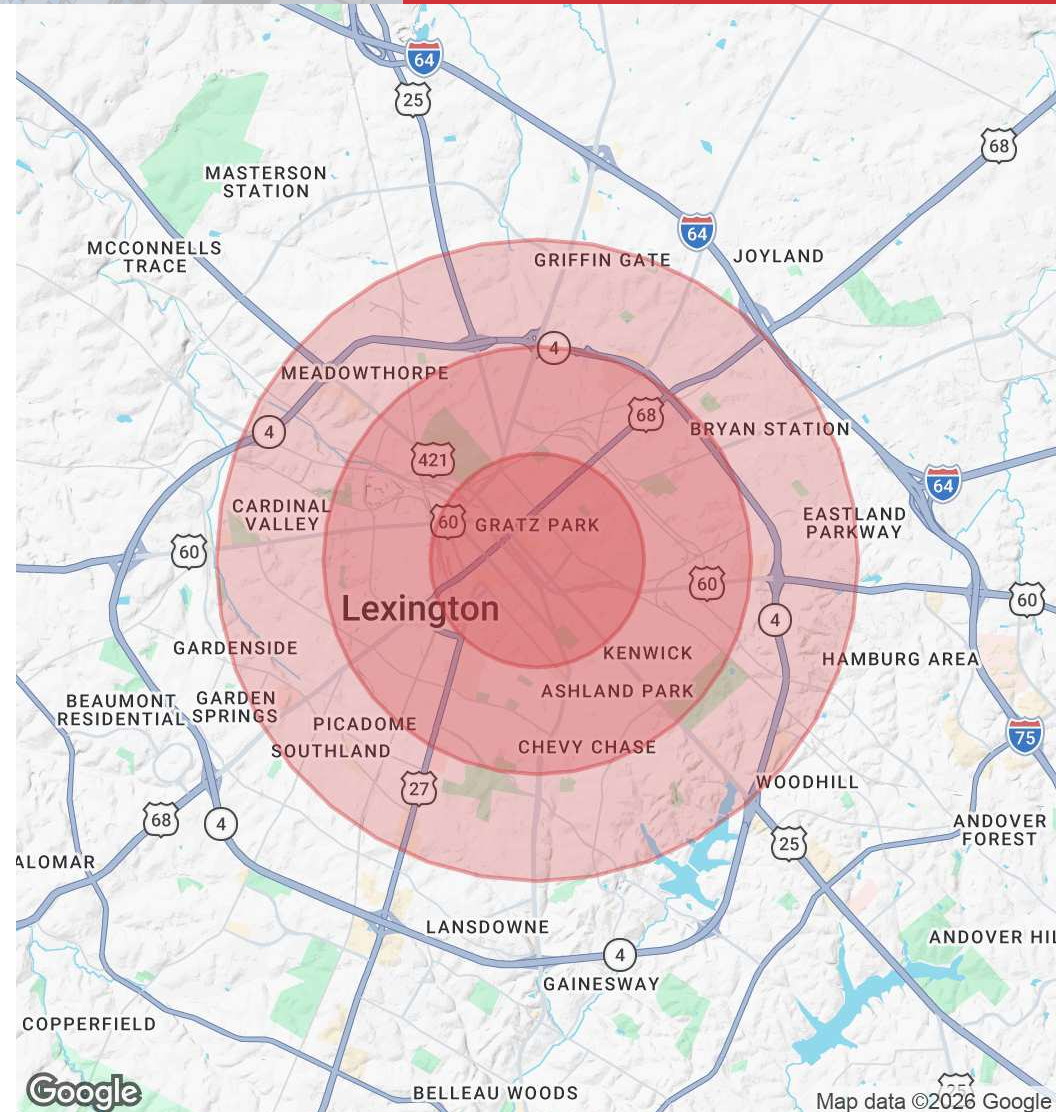 64
25
68
MASTERSON
STATION
64
MCCONNELLS
TRACE
JOYLAND
GRIFFIN GATE
4
MEADOWTHORPE
68
4
BRYAN STATION
421
64
CARDINAL
VALLEY
60
GRATZ PARK
EASTLAND
PARKWAY
60
60
60
Lexington
4
GARDENSIDE
KENWICK
HAMBURG AREA
BEAUMONT
RESIDENTIAL
GARDEN
SPRINGS
ASHLAND PARK
PICADOME
SOUTHLAND
CHEVY CHASE
75
27
WOODHILL
68
4
25
ANDOVER
FOREST
ALOMAR
LANSDOWNE
ANDOVER HIL
4
GAINESWAY
COPPERFIELD
Google
BELLEAU WOODS
25
Map data ©2026 Google